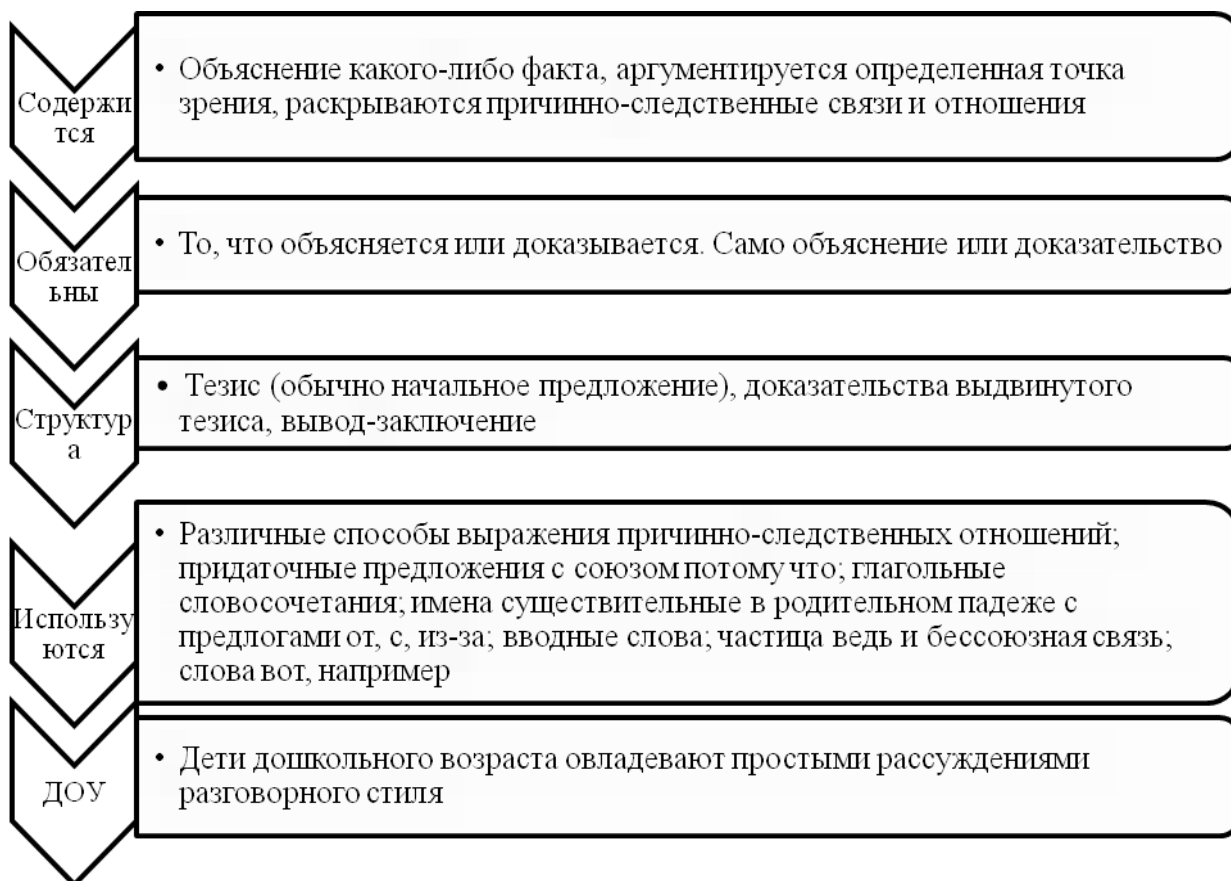 Содержи
тся
• Объяснение какого-либо факта, аргументируется определенная точка
зрения, раскрываются причинно-следственные связи и отношения
Обязател
ьны
• То, что объясняется или доказывается. Само объяснение или доказательство
Структур
а
• Тезис (обычно начальное предложение), доказательства выдвинутого
тезиса, вывод-заключение
Использу
ются
• Различные способы выражения причинно-следственных отношений;
придаточные предложения с союзом потому что; глагольные
словосочетания; имена существительные в родительном падеже с
предлогами от, с, из-за; вводные слова; частица ведь и бессоюзная связь;
слова вот, например
ДОУ
• Дети дошкольного возраста овладевают простыми рассуждениями
разговорного стиля